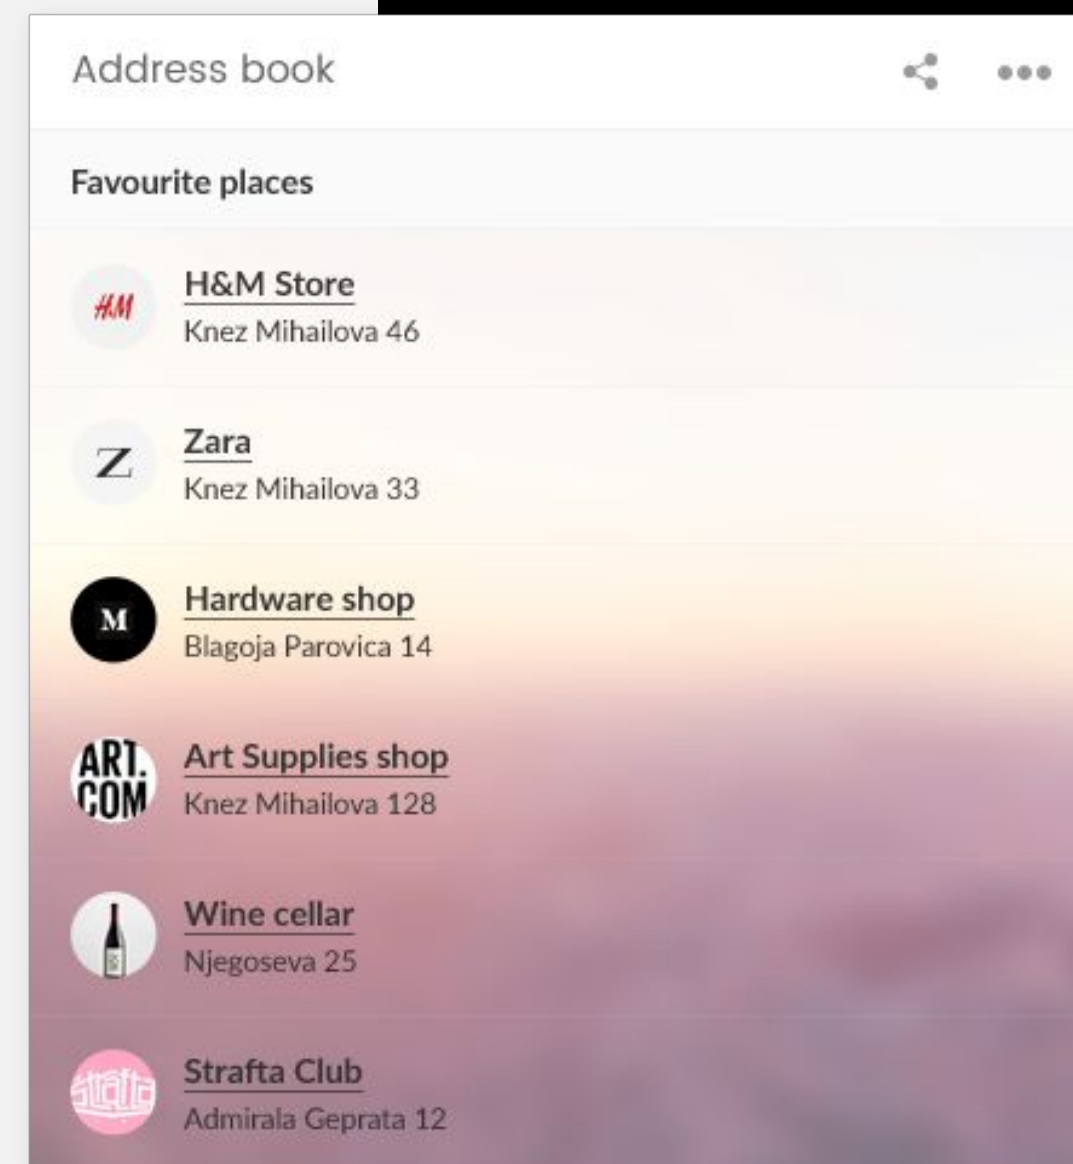 Address book
Favourite places
H&M
H&M Store
Knez Mihailova 46
Z
Zara
Knez Mihailova 33
M
Hardware shop
Blagoja Parovica 14
ART.
COM
Art Supplies shop
Knez Mihailova 128
Wine cellar
Njegoseva 25
strafta
Strafta Club
Admirala Geprata 12